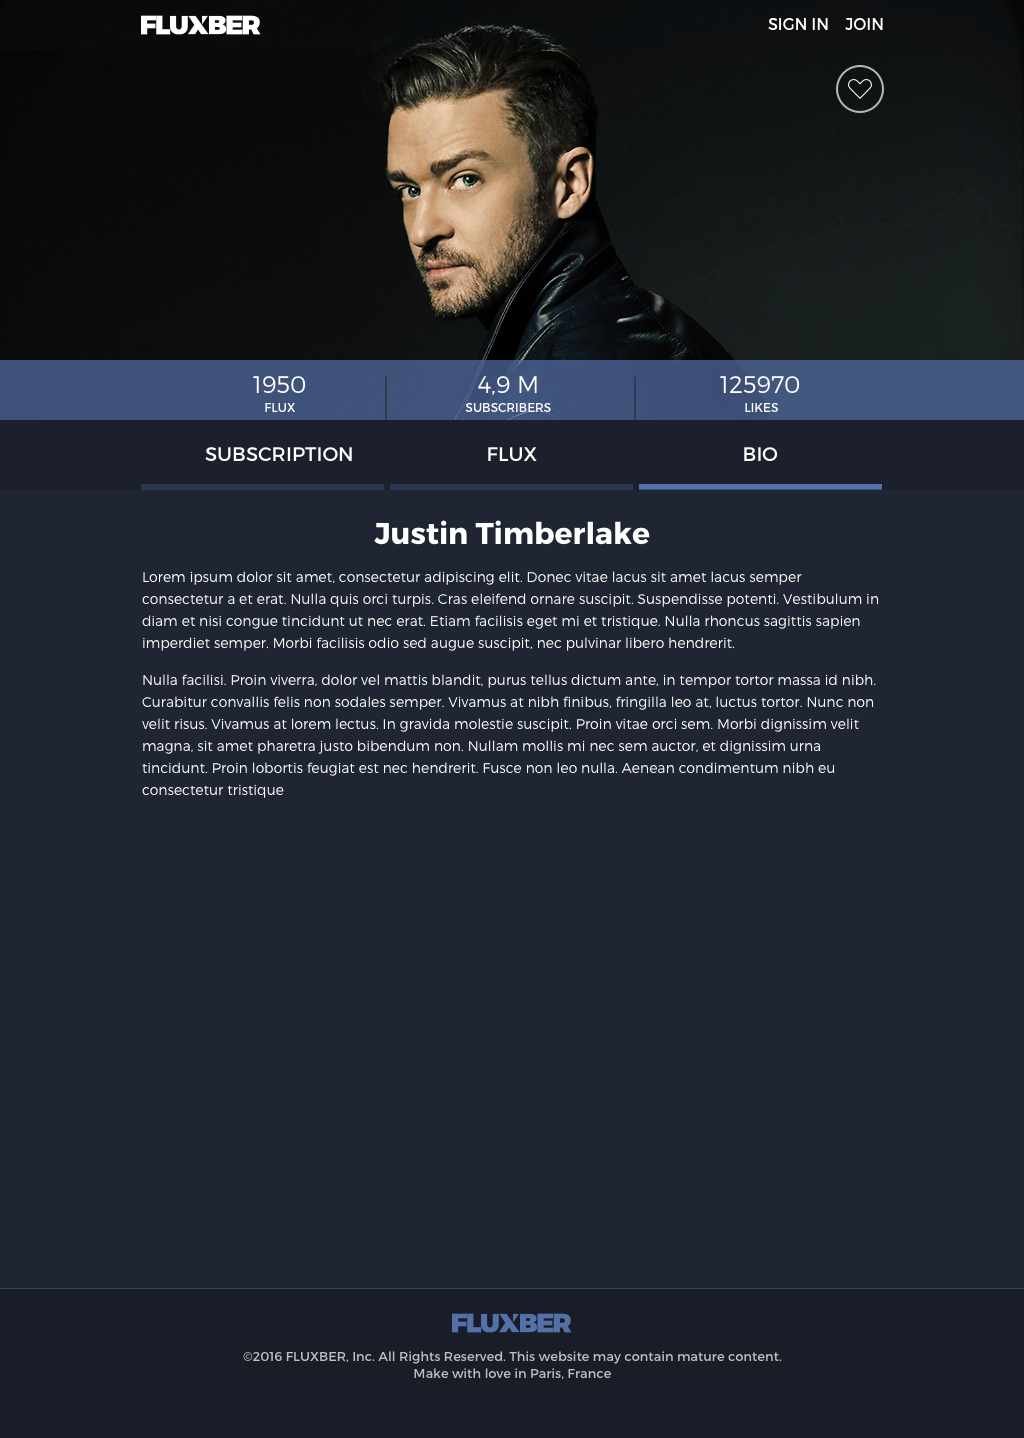 FLUXBER
SIGN IN JOIN
1950 4,9 M 125970
FLUX SUBSCRIBERS LIKES
SUBSCRIPTION FLUX BIO
Justin Timberlake
Lorem ipsum dolor sit amet, consectetur adipiscing elit. Donec vitae lacus sit amet lacus semper
consectetur a et erat. Nulla quis orci turpis. Cras eleifend ornare suscipit. Suspendisse potenti. Vestibulum in
diam et nisi congue tincidunt ut nec erat. Etiam facilisis eget mi et tristique. Nulla rhoncus sagittis sapien
imperdiet semper. Morbi facilisis odio sed augue suscipit, nec pulvinar libero hendrerit.
Nulla facilisi. Proin viverra, dolor vel mattis blandit, purus tellus dictum ante, in tempor tortor massa id nibh.
Curabitur convallis felis non sodales semper. Vivamus at nibh finibus, fringilla leo at, luctus tortor. Nunc non
velit risus. Vivamus at lorem lectus. In gravida molestie suscipit. Proin vitae orci sem. Morbi dignissim velit
magna, sit amet pharetra justo bibendum non. Nullam mollis mi nec sem auctor, et dignissim urna
tincidunt. Proin lobortis feugiat est nec hendrerit. Fusce non leo nulla. Aenean condimentum nibh eu
consectetur tristique
FLUXBER
©2016 FLUXBER, Inc. All Rights Reserved. This website may contain mature content.
Make with love in Paris, France